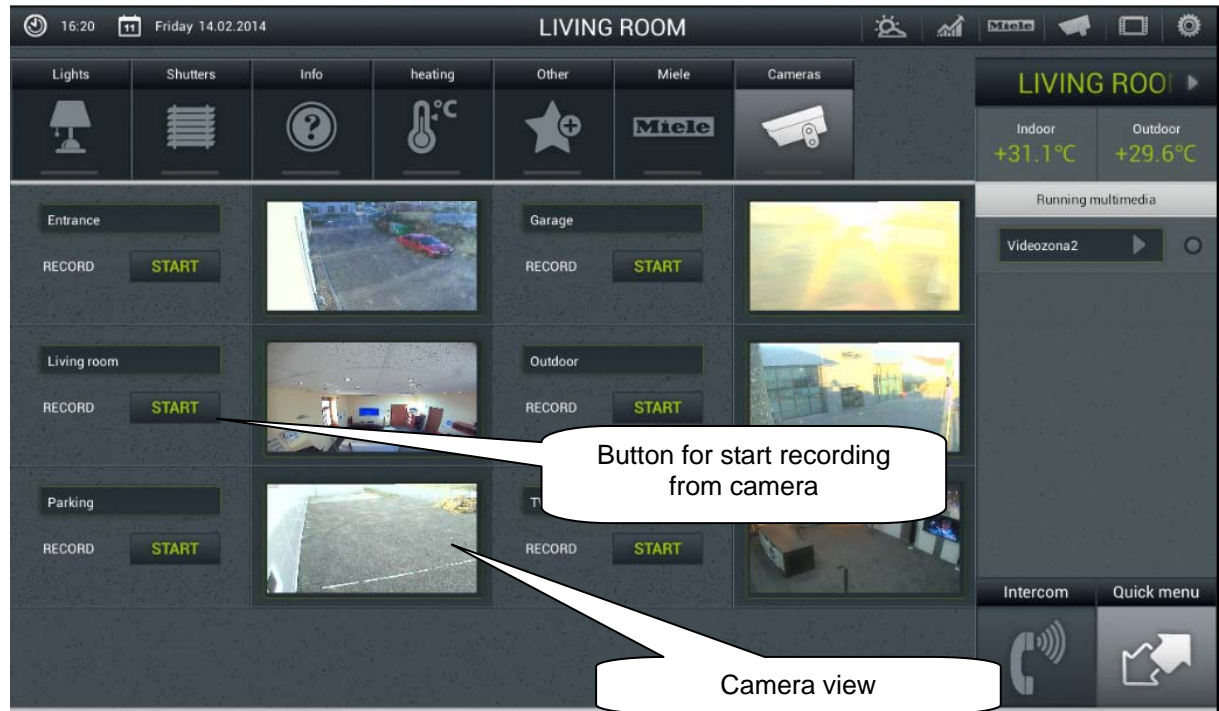 16:20 11 Friday 14.02.2014 LIVING ROOM Miele
Lights Shutters Info heating Other Miele Cameras
°C ? Miele
LIVING ROO
Indoor Outdoor
+31.1°C +29.6°C
Running multimedia
Videozona2
Entrance Garage
RECORD START RECORD START
Living room Outdoor
RECORD START RECORD START
Button for start recording
from camera
Parking
RECORD START RECORD START
Intercom Quick menu
Camera view